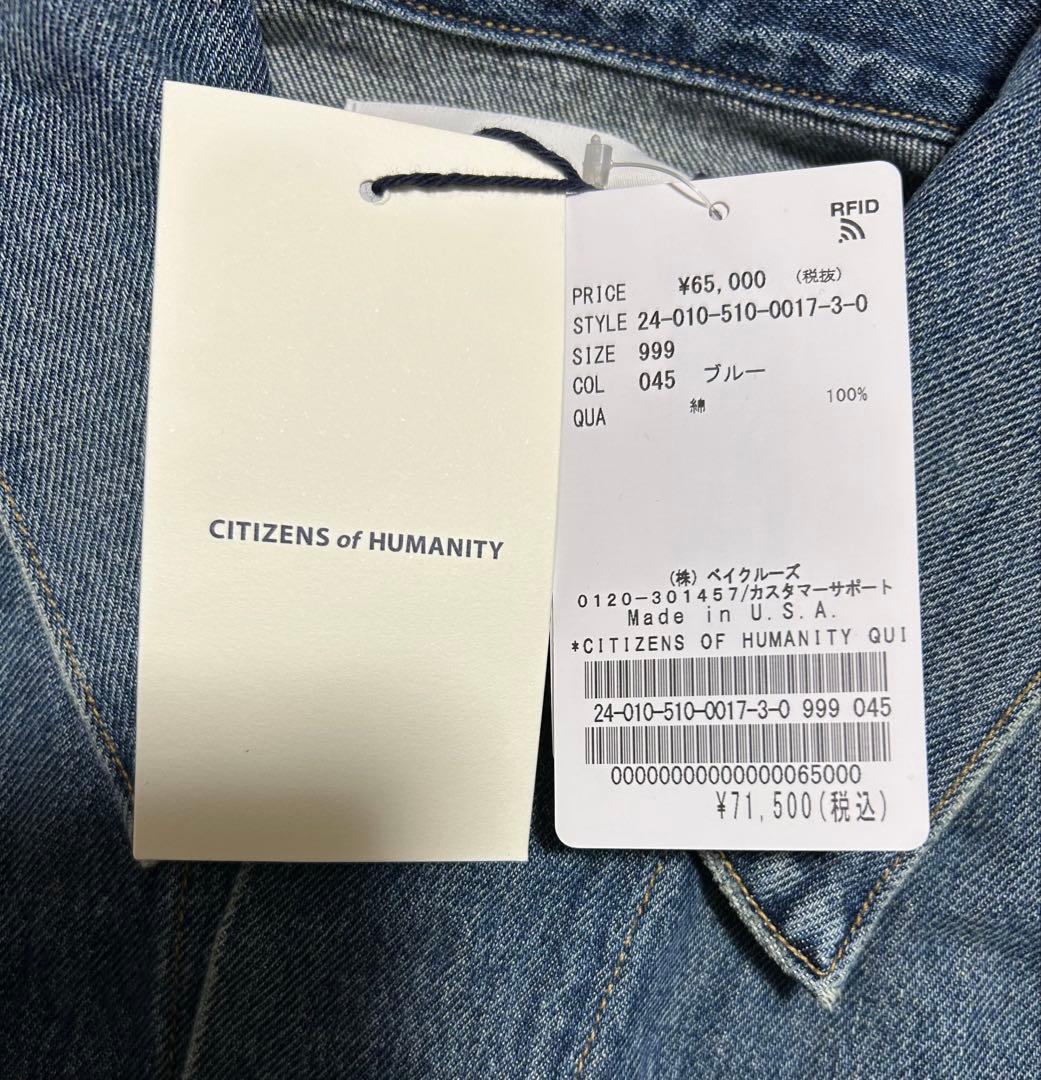 CITIZENS of HUMANITY
RFID
PRICE ¥65,000 (税抜)
STYLE 24-010-510-0017-3-0
SIZE 999
COL 045 ブルー
QUA 綿 100%
(株) ベイクルーズ
0120-301457/カスタマーサポート
Made in U.S.A.
*CITIZENS OF HUMANITY QUI
24-010-510-0017-3-0 999 045
00000000000000065000
¥71,500(税込)